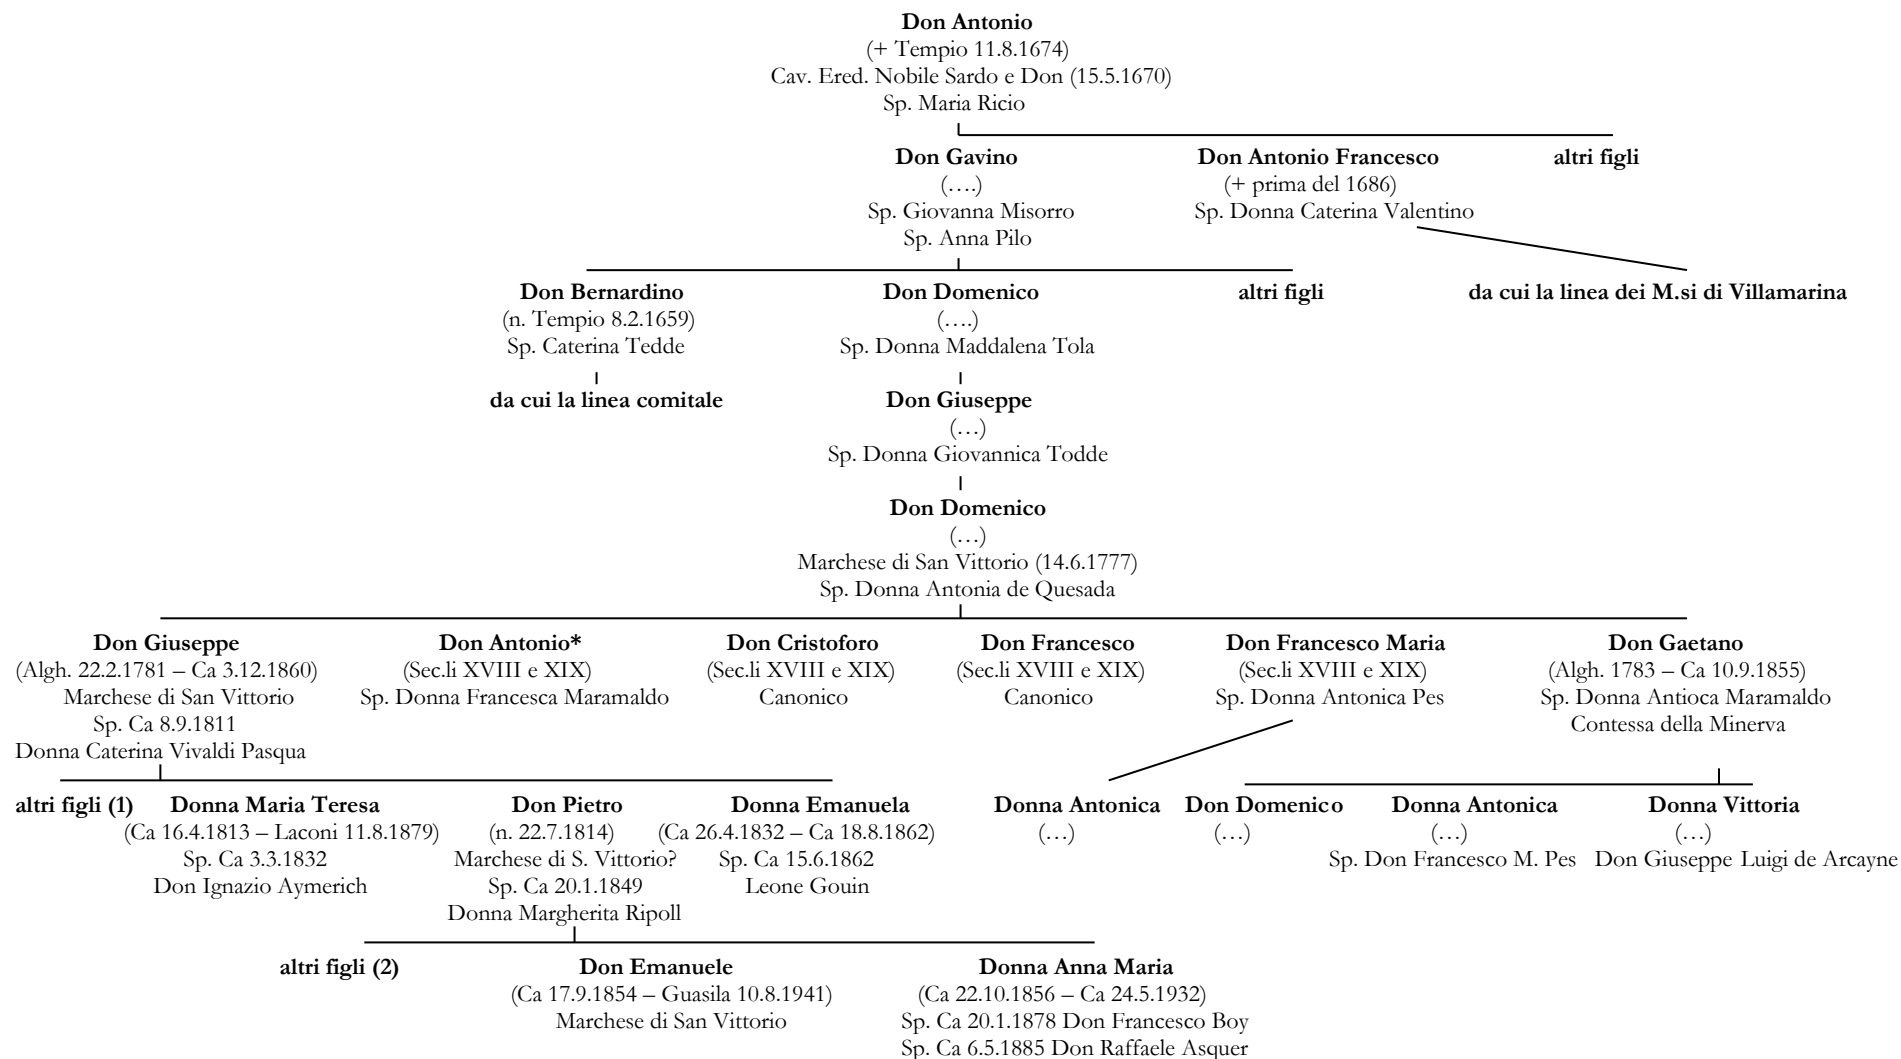 Don Antonio
(+ Tempio 11.8.1674)
Cav. Ered. Nobile Sardo e Don (15.5.1670)
Sp. Maria Ricio
Don Gavino
(….)
Sp. Giovanna Misorro
Sp. Anna Pilo
Don Antonio Francesco
(+ prima del 1686)
Sp. Donna Caterina Valentino
altri figli
Don Bernardino
(n. Tempio 8.2.1659)
Sp. Caterina Tedde
da cui la linea comitale
Don Domenico
(….)
Sp. Donna Maddalena Tola
altri figli
da cui la linea dei M.si di Villamarina
Don Giuseppe
(…)
Sp. Donna Giovannica Todde
Don Domenico
(…)
Marchese di San Vittorio (14.6.1777)
Sp. Donna Antonia de Quesada
Don Giuseppe
(Algh. 22.2.1781 – Ca 3.12.1860)
Marchese di San Vittorio
Sp. Ca 8.9.1811
Donna Caterina Vivaldi Pasqua
Don Antonio*
(Sec.li XVIII e XIX)
Sp. Donna Francesca Maramaldo
Don Cristoforo
(Sec.li XVIII e XIX)
Canonico
Don Francesco
(Sec.li XVIII e XIX)
Canonico
Don Francesco Maria
(Sec.li XVIII e XIX)
Sp. Donna Antonica Pes
Don Gaetano
(Algh. 1783 – Ca 10.9.1855)
Sp. Donna Antioca Maramaldo
Contessa della Minerva
altri figli (1)
Donna Maria Teresa
(Ca 16.4.1813 – Laconi 11.8.1879)
Sp. Ca 3.3.1832
Don Ignazio Aymerich
Don Pietro
(n. 22.7.1814)
Marchese di S. Vittorio?
Sp. Ca 20.1.1849
Donna Margherita Ripoll
Donna Emanuela
(Ca 26.4.1832 – Ca 18.8.1862)
Sp. Ca 15.6.1862
Leone Gouin
Donna Antonica
(…)
Don Domenico
(…)
Donna Antonica
(…)
Sp. Don Francesco M. Pes
Donna Vittoria
(…)
Don Giuseppe Luigi de Arcayne
altri figli (2)
Don Emanuele
(Ca 17.9.1854 – Guasila 10.8.1941)
Marchese di San Vittorio
Donna Anna Maria
(Ca 22.10.1856 – Ca 24.5.1932)
Sp. Ca 20.1.1878 Don Francesco Boy
Sp. Ca 6.5.1885 Don Raffaele Asquer